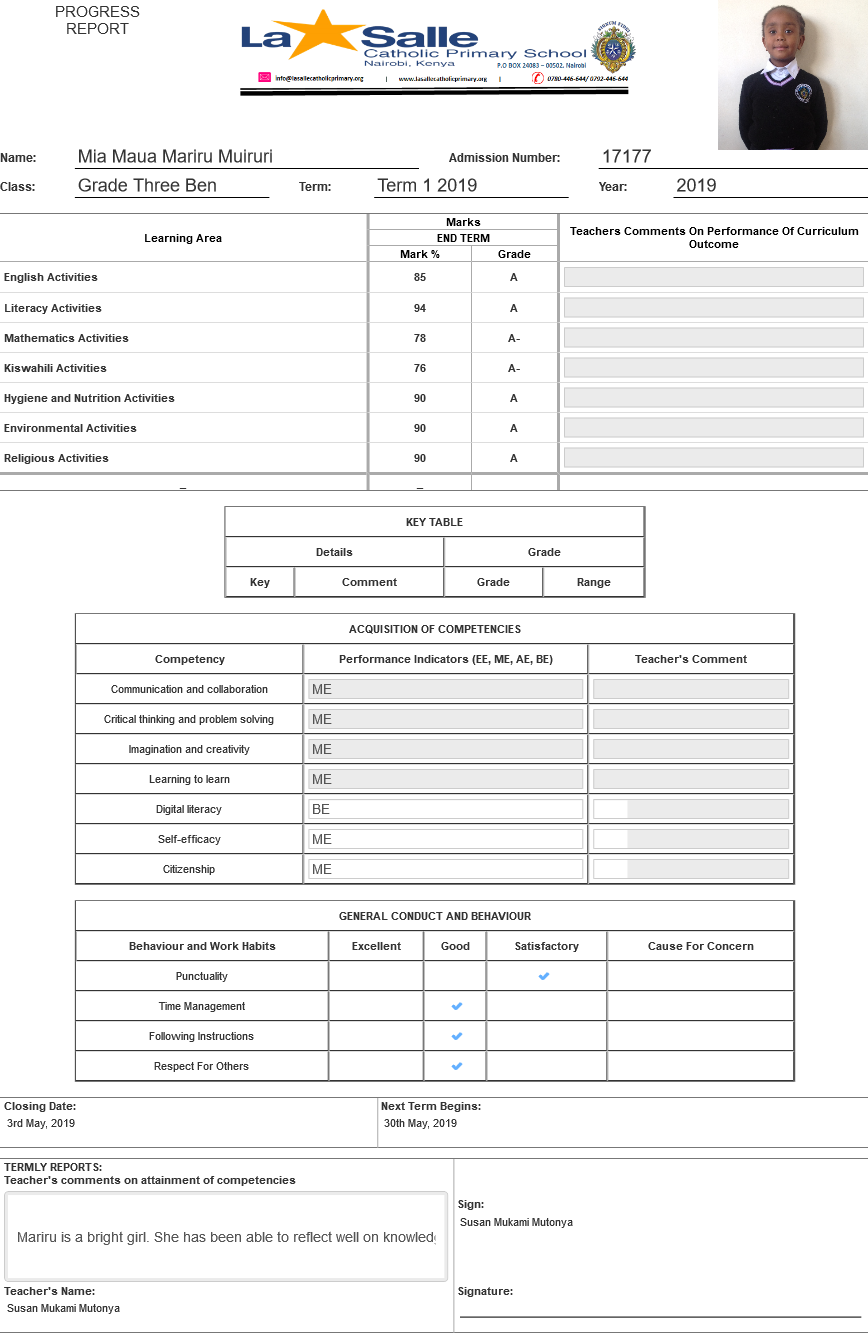 PROGRESS
REPORT
La Salle
Catholic Primary School
Nairobi, Kenya
P.O BOX 24083 – 00502, Nairobi
info@lasallecatholicprimary.org | www.lasallecatholicprimary.org | 0780-446-644/ 0792-446-644
Name: Mia Maua Mariru Muiruri Admission Number: 17177
Class: Grade Three Ben Term: Term 1 2019 Year: 2019
Learning Area Marks Teachers Comments On Performance Of Curriculum Outcome
END TERM
Mark % Grade
English Activities 85 A
Literacy Activities 94 A
Mathematics Activities 78 A-
Kiswahili Activities 76 A-
Hygiene and Nutrition Activities 90 A
Environmental Activities 90 A
Religious Activities 90 A
_ _
KEY TABLE
Details Grade
Key Comment Grade Range
ACQUISITION OF COMPETENCIES
Competency Performance Indicators (EE, ME, AE, BE) Teacher's Comment
Communication and collaboration ME
Critical thinking and problem solving ME
Imagination and creativity ME
Learning to learn ME
Digital literacy BE
Self-efficacy ME
Citizenship ME
GENERAL CONDUCT AND BEHAVIOUR
Behaviour and Work Habits Excellent Good Satisfactory Cause For Concern
Punctuality
Time Management
Following Instructions
Respect For Others
Closing Date: Next Term Begins:
3rd May, 2019 30th May, 2019
TERMLY REPORTS:
Teacher's comments on attainment of competencies
Mariru is a bright girl. She has been able to reflect well on knowled
Sign:
Susan Mukami Mutonya
Teacher's Name:
Susan Mukami Mutonya
Signature: